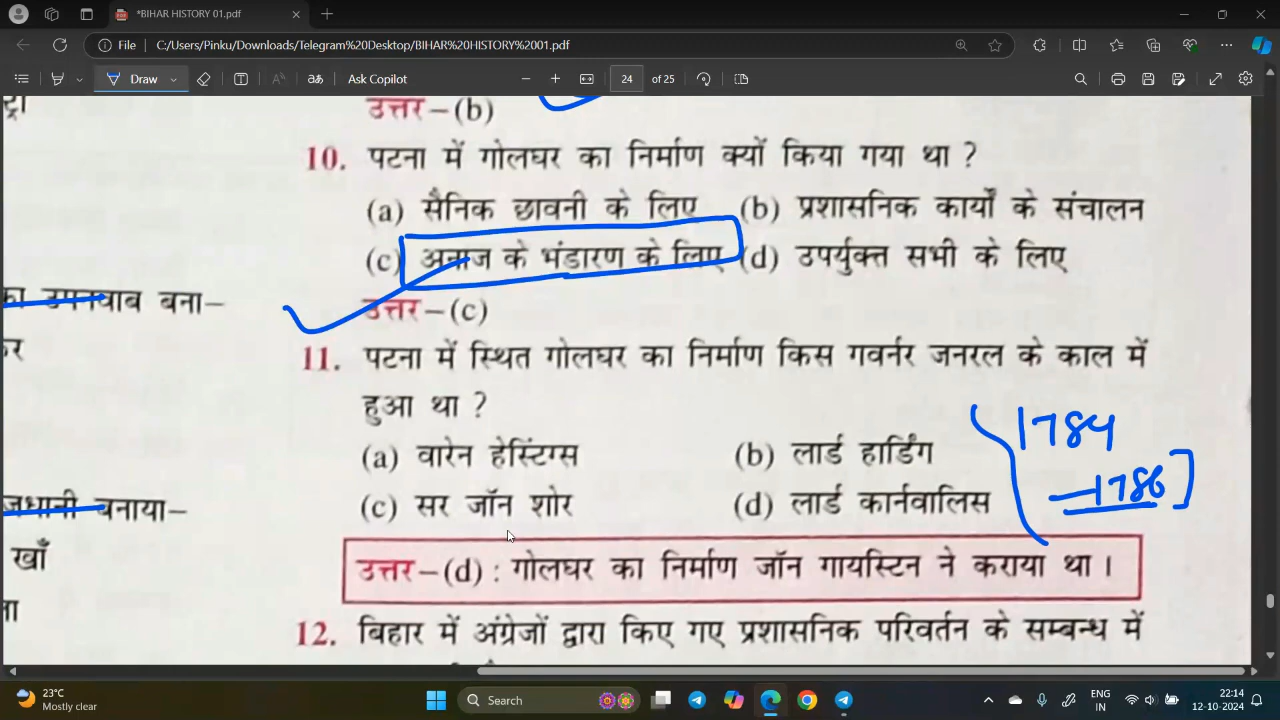 *BIHAR HISTORY 01.pdf
File C:/Users/Pinku/Downloads/Telegram%20Desktop/BIHAR%20HISTORY%2001.pdf
Draw Ask Copilot 24 of 25
उत्तर–(b)
10. पटना में गोलघर का निर्माण क्यों किया गया था ?
(a) सैनिक छावनी के लिए (b) प्रशासनिक कार्यों के संचालन
(c) अनाज के भंडारण के लिए (d) उपर्युक्त सभी के लिए
का उपनवाब बना–
उत्तर–(c)
11. पटना में स्थित गोलघर का निर्माण किस गवर्नर जनरल के काल में
हुआ था ?
1784
(a) वारेन हेस्टिंग्स (b) लार्ड हार्डिंग
1786
(c) सर जॉन शोर (d) लार्ड कार्नवालिस
बनाया–
खाँ
उत्तर–(d) : गोलघर का निर्माण जॉन गायस्टिन ने कराया था ।
12. बिहार में अंग्रेजों द्वारा किए गए प्रशासनिक परिवर्तन के सम्बन्ध में
23°C
Mostly clear
Search
ENG
IN
22:14
12-10-2024